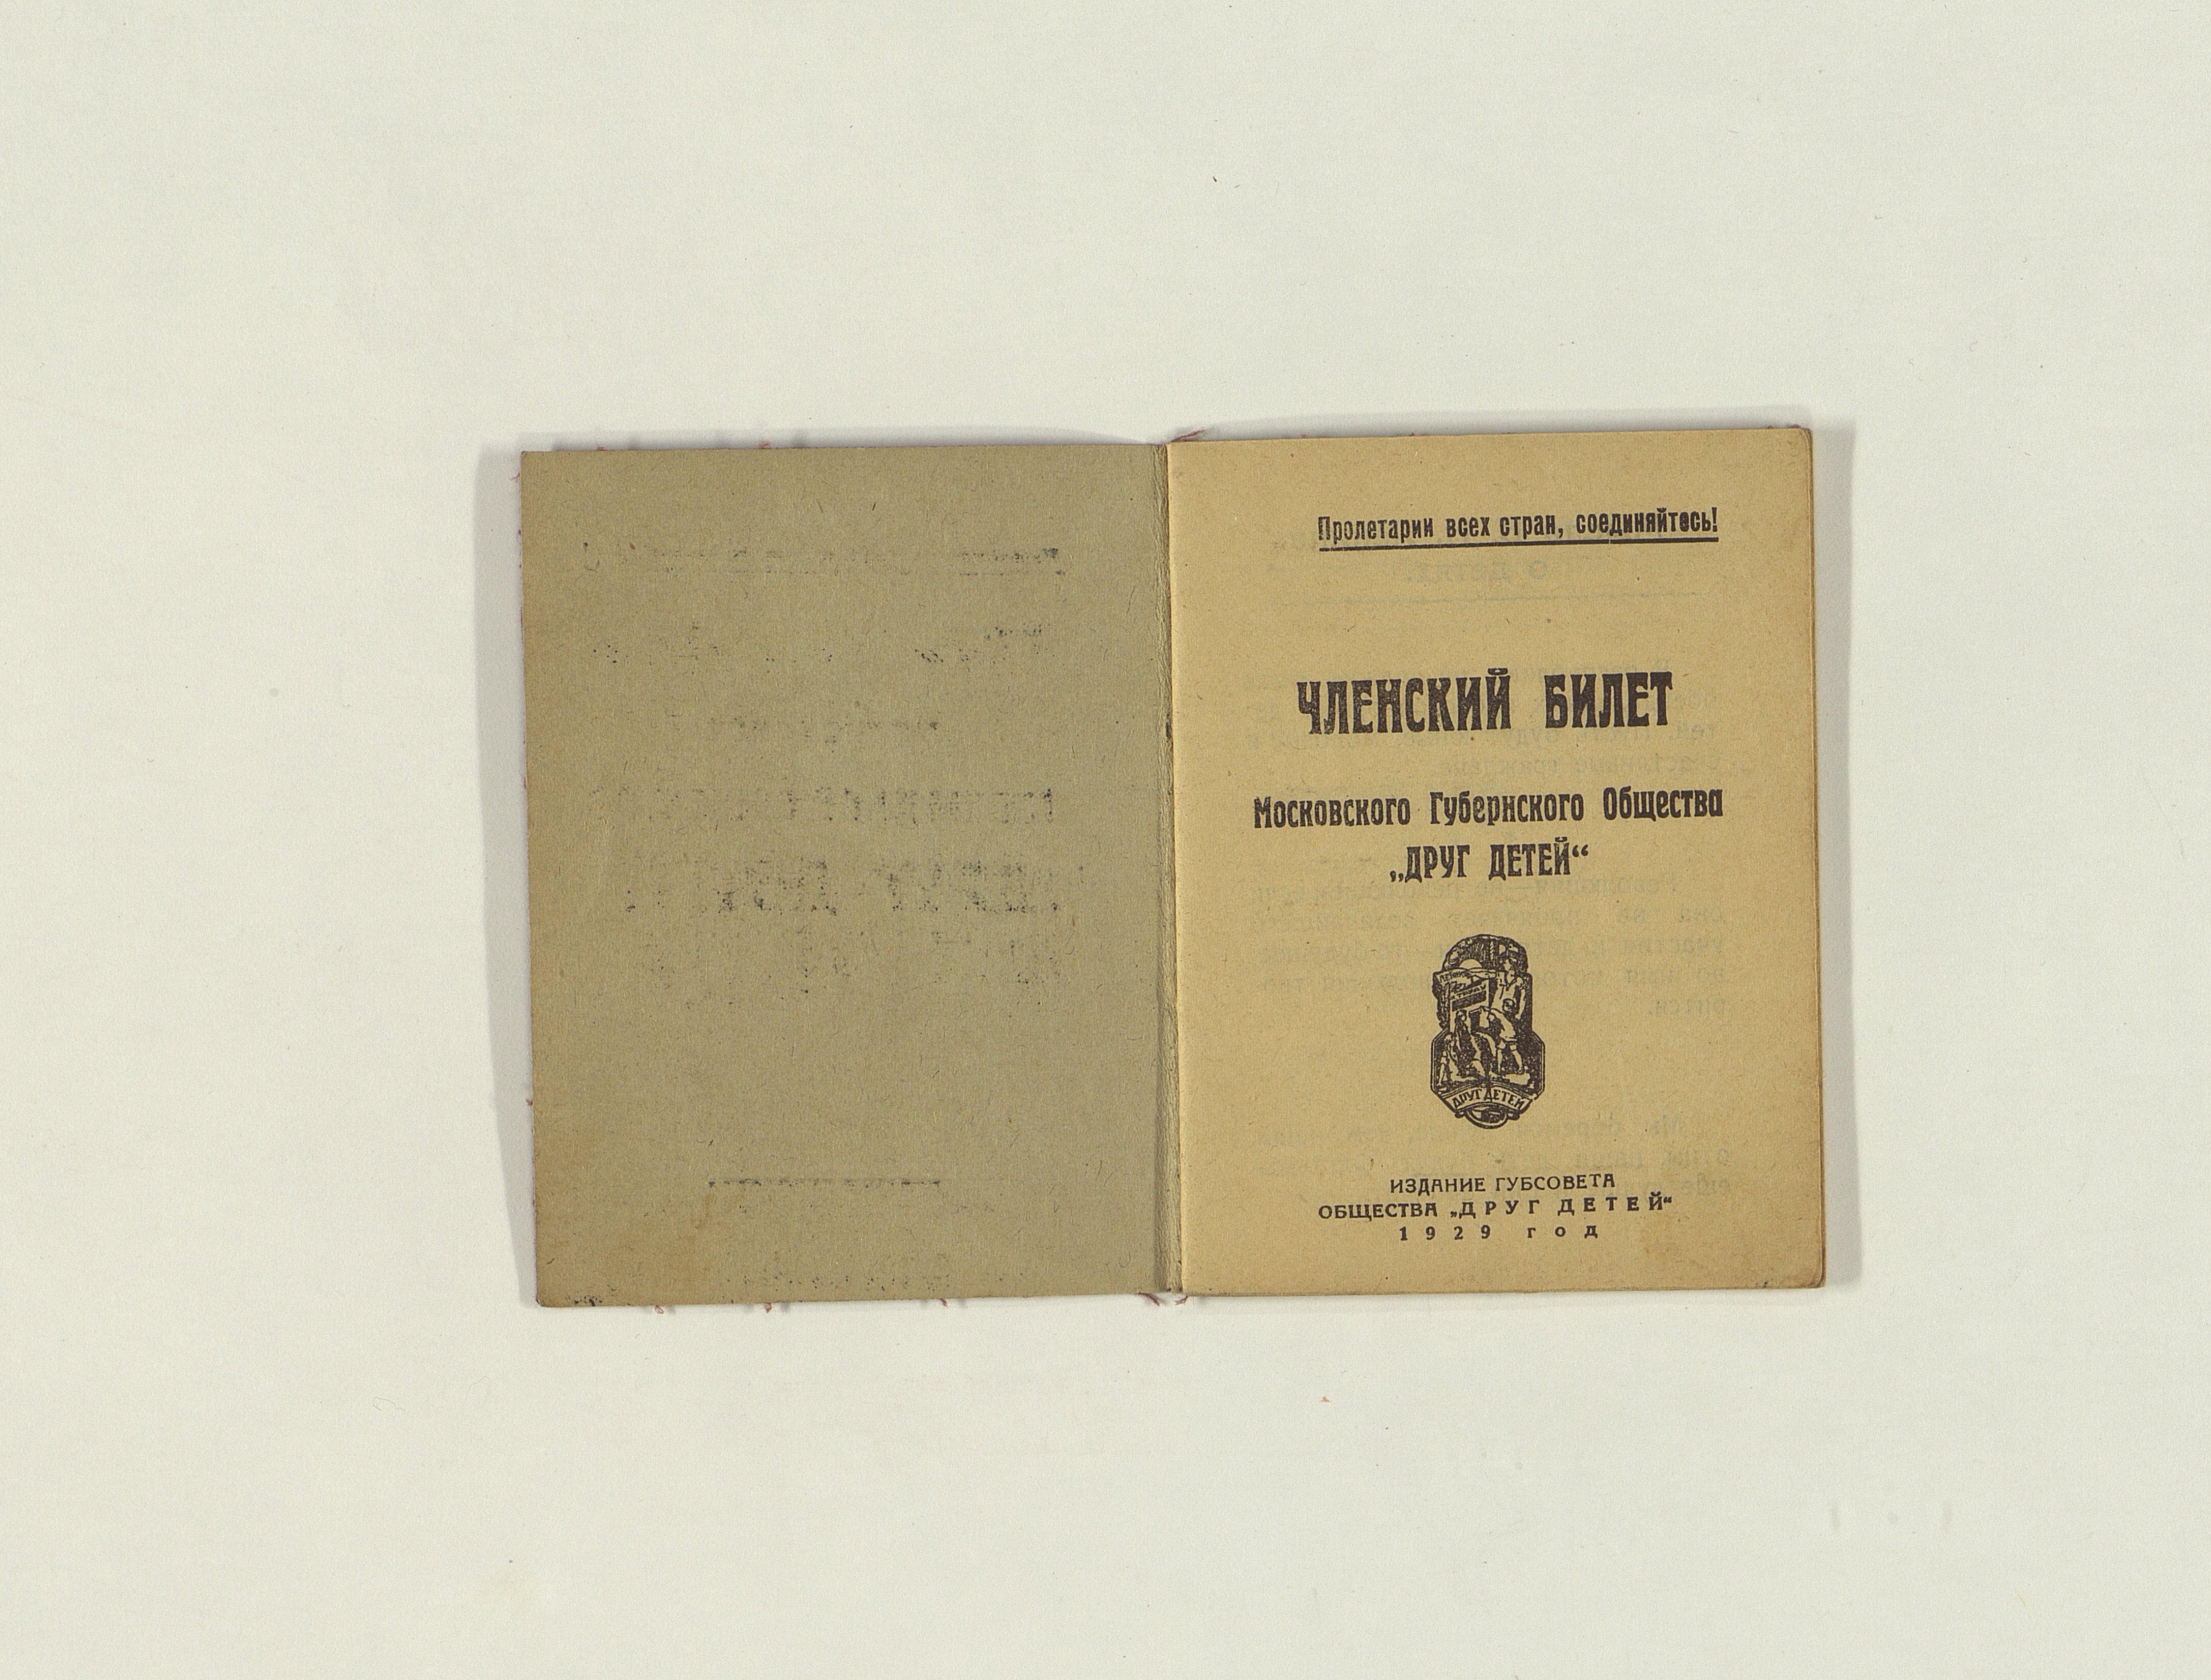 Пролетарии всех стран, соединяйтесь!
ЧЛЕНСКИЙ БИЛЕТ
Московского Губернского Общества
„ДРУГ ДЕТЕЙ“
ДРУГ ДЕТЕЙ
ИЗДАНИЕ ГУБСОВЕТА
ОБЩЕСТВА „ДРУГ ДЕТЕЙ“
1929 год